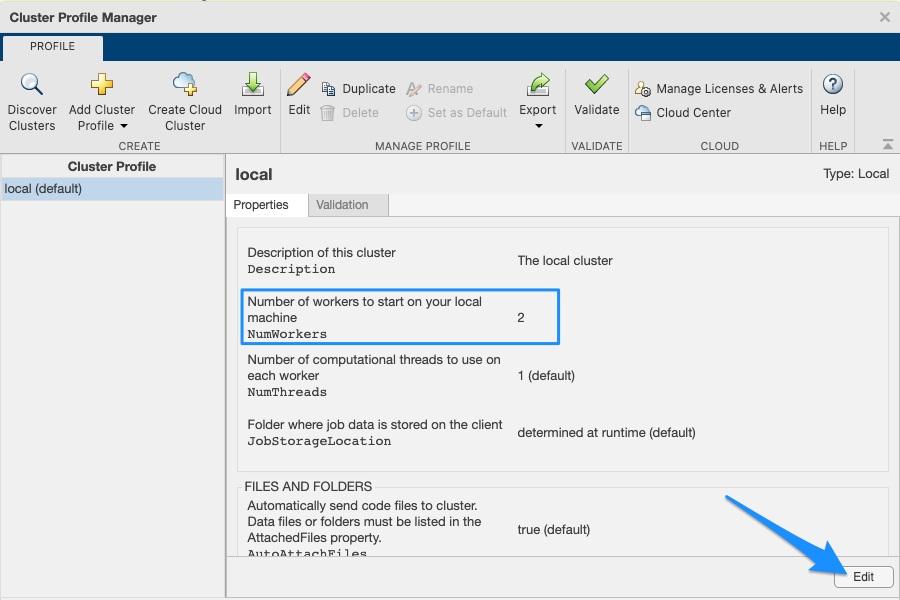 Cluster Profile Manager
PROFILE
Discover
Clusters
Add Cluster
Profile
Create Cloud
Cluster
Import
CREATE
Edit
Duplicate
Delete
Rename
Set as Default
Export
MANAGE PROFILE
Validate
VALIDATE
Manage Licenses & Alerts
Cloud Center
CLOUD
Help
HELP
Cluster Profile
local (default)
local
Type: Local
Properties
Validation
Description of this cluster
Description
The local cluster
Number of workers to start on your local
machine
NumWorkers
2
Number of computational threads to use on
each worker
NumThreads
1 (default)
Folder where job data is stored on the client
JobStorageLocation
determined at runtime (default)
FILES AND FOLDERS
Automatically send code files to cluster.
Data files or folders must be listed in the
AttachedFiles property.
AutoAttachFiles
true (default)
Edit